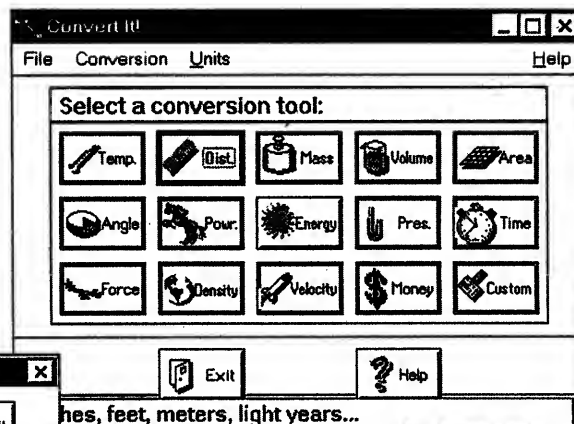 Convert It!
File Conversion Units Help
Select a conversion tool:
Temp. Dist. Mass Volume Area
Angle Powr. Energy Pres. Time
Force Density Velocity Money Custom
Exit Help
hes, feet, meters, light years...